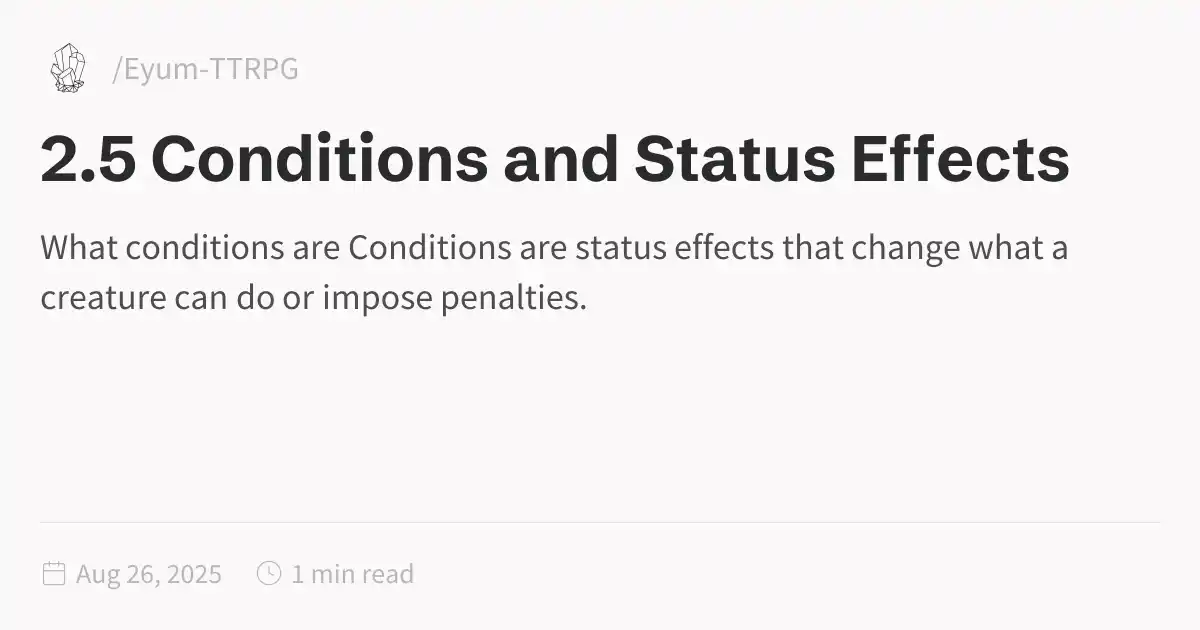 /Eyum-TTRPG
2.5 Conditions and Status Effects
What conditions are Conditions are status effects that change what a
creature can do or impose penalties.
Aug 26, 2025 1 min read